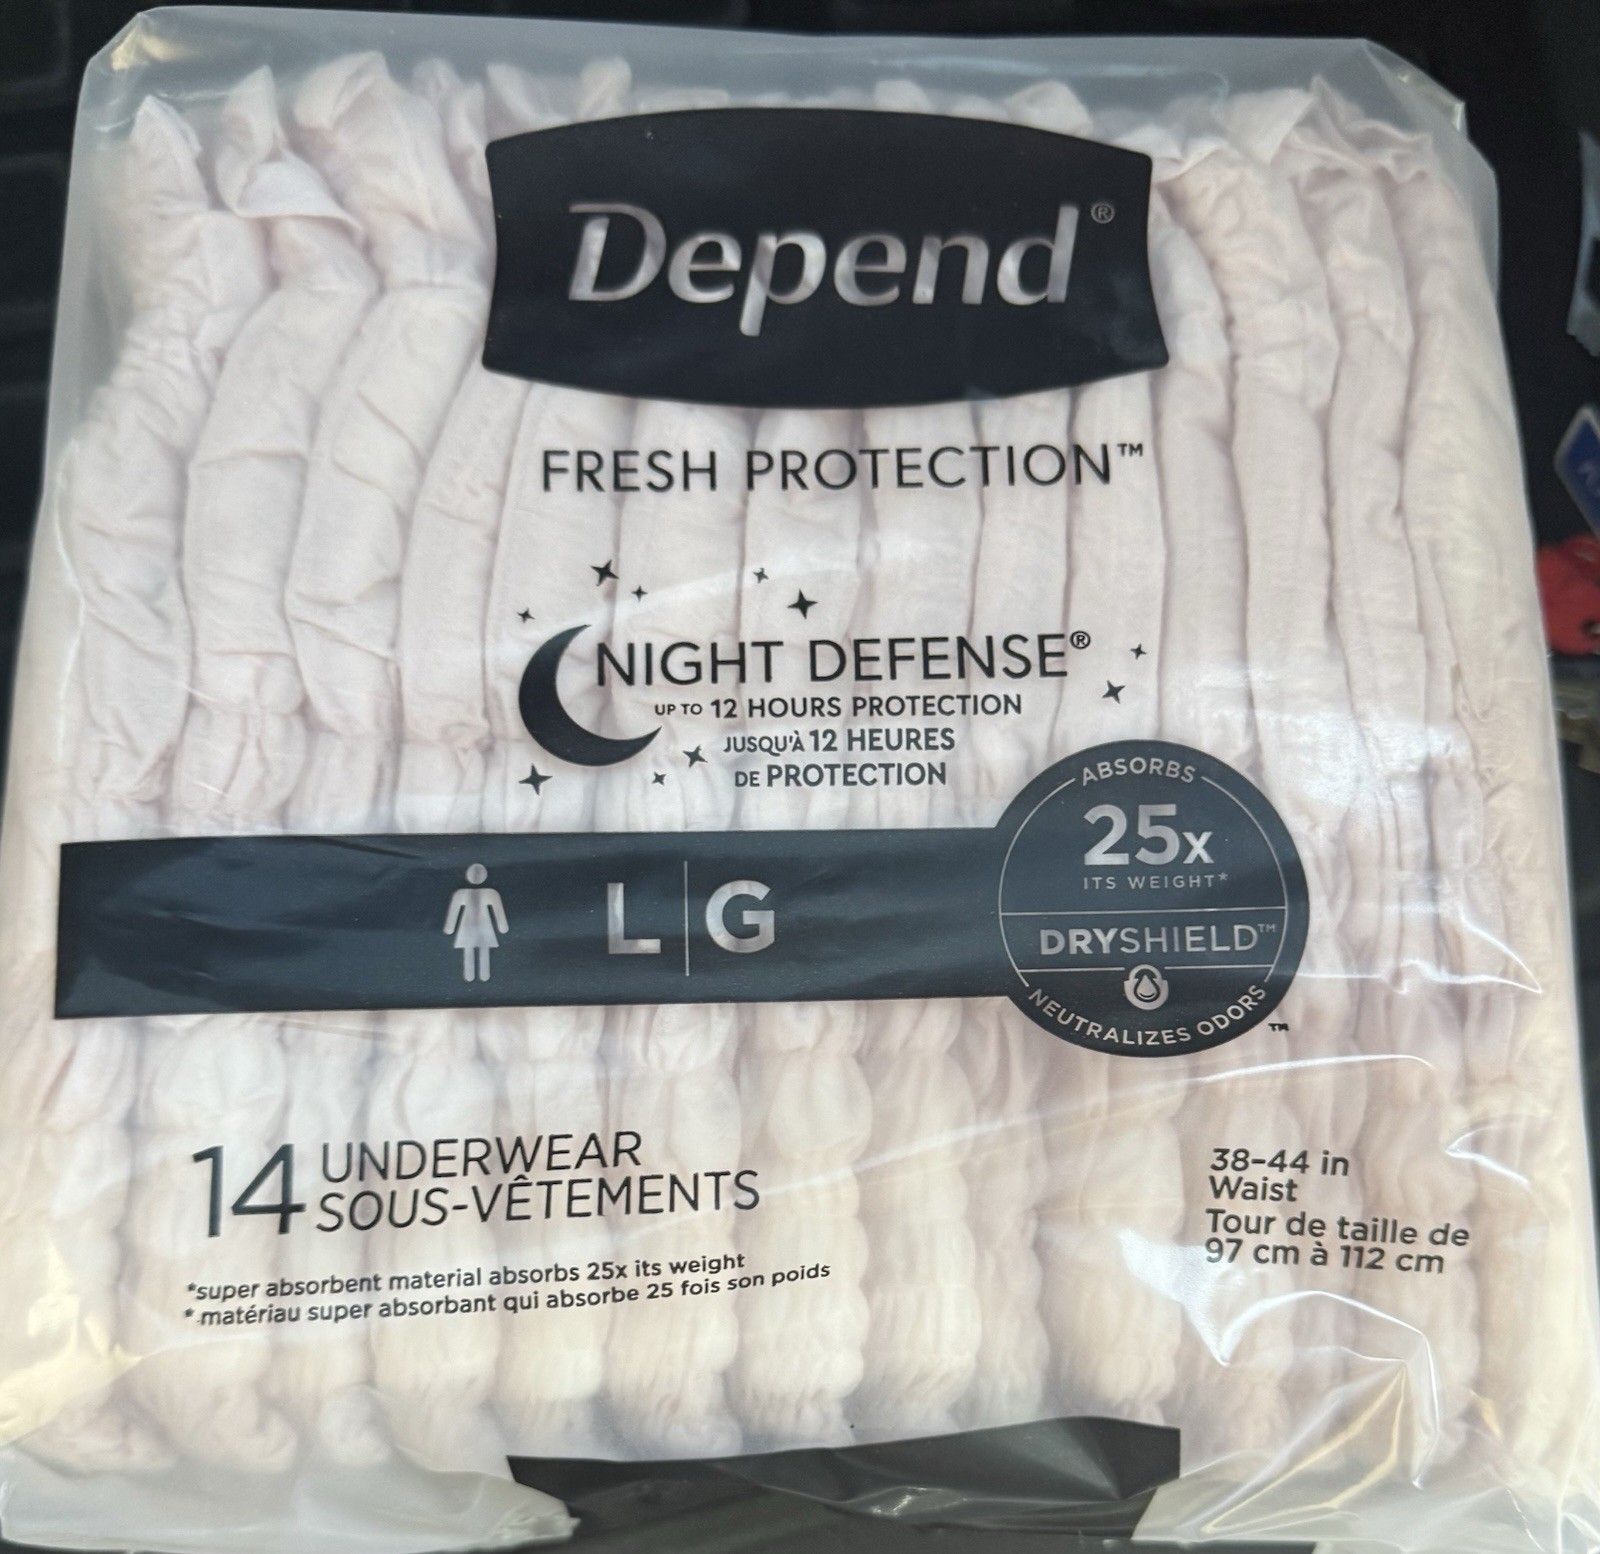 Depend®
FRESH PROTECTION™
NIGHT DEFENSE®
UP TO 12 HOURS PROTECTION
JUSQU'À 12 HEURES
DE PROTECTION
ABSORBS
25x
ITS WEIGHT*
DRYSHIELD™
NEUTRALIZES ODORS™
L|G
14 UNDERWEAR
SOUS-VÊTEMENTS
*super absorbent material absorbs 25x its weight
* matériau super absorbant qui absorbe 25 fois son poids
38-44 in
Waist
Tour de taille de
97 cm à 112 cm